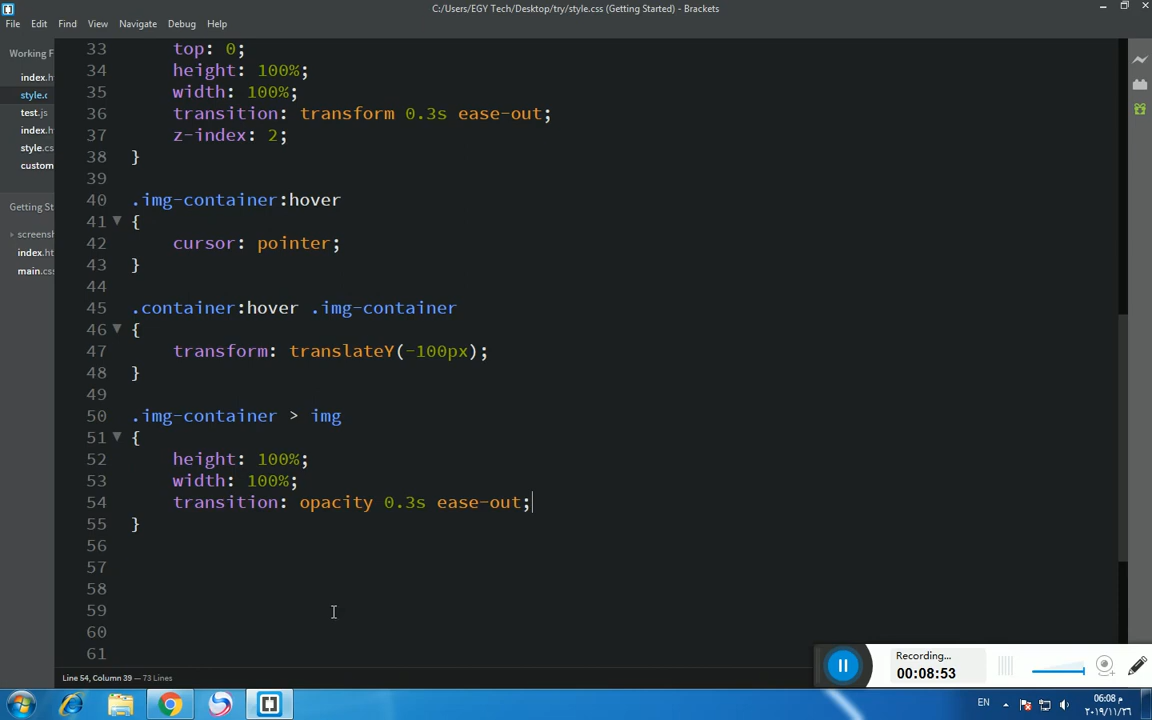 C:/Users/EGY Tech/Desktop/try/style.css (Getting Started) - Brackets
File Edit Find View Navigate Debug Help
Working F
index.h
style.c
test.js
index.h
style.cs
custom
Getting St
screensh
index.ht
main.cs
33 top: 0;
34 height: 100%;
35 width: 100%;
36 transition: transform 0.3s ease-out;
37 z-index: 2;
38 }
39
40 .img-container:hover
41 {
42 cursor: pointer;
43 }
44
45 .container:hover .img-container
46 {
47 transform: translateY(-100px);
48 }
49
50 .img-container > img
51 {
52 height: 100%;
53 width: 100%;
54 transition: opacity 0.3s ease-out;
55 }
56
57
58
59
60
61
Line 54, Column 39 — 73 Lines
Recording...
00:08:53
EN
06:08 م
٢٠١٩/١١/٢٦